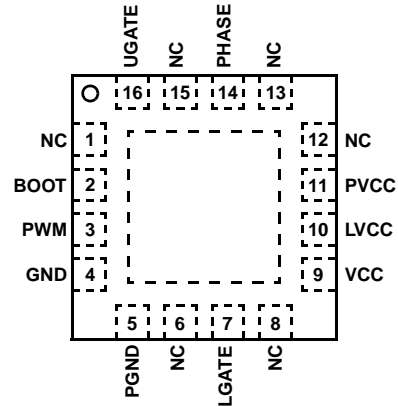 UGATE NC PHASE NC
16 15 14 13
NC 1 12 NC
BOOT 2 11 PVCC
PWM 3 10 LVCC
GND 4 9 VCC
5 6 7 8
PGND NC LGATE NC